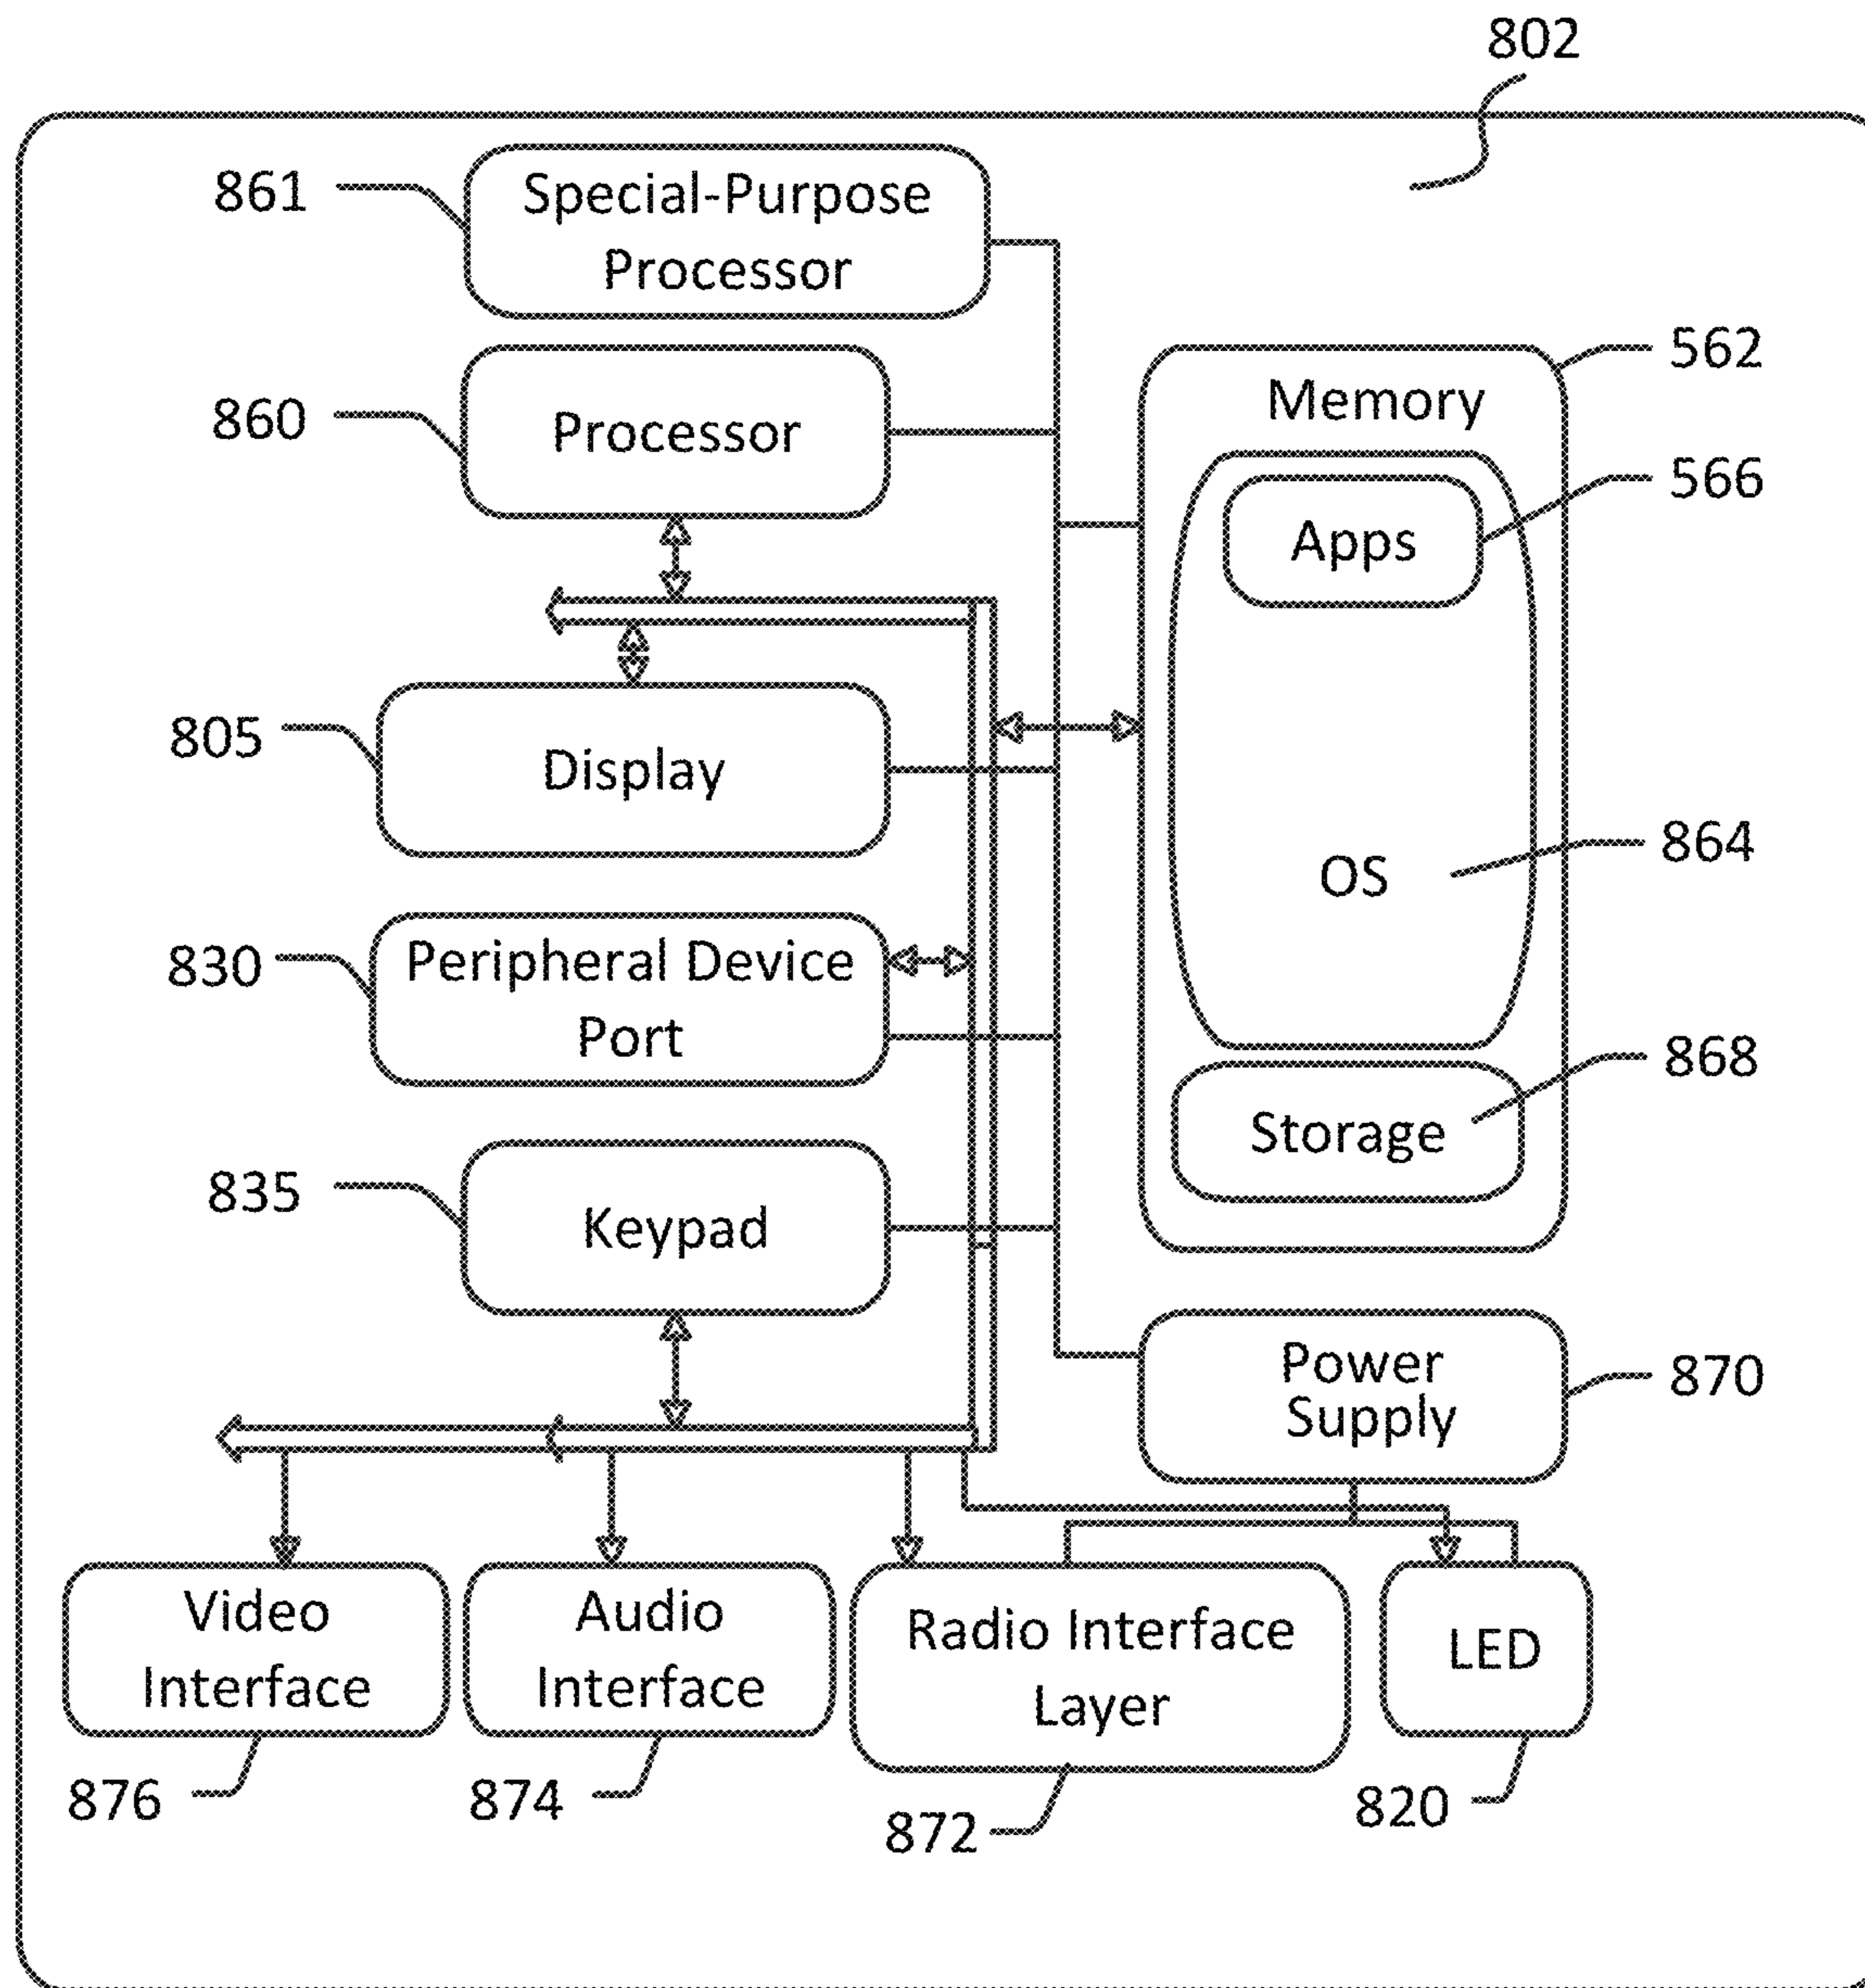 802
861
Special-Purpose
Processor
562
Memory
860
Processor
566
Apps
805
Display
864
OS
830
Peripheral Device
Port
868
Storage
835
Keypad
Power
Supply
870
Video
Interface
Audio
Interface
Radio Interface
Layer
LED
876
874
872
820